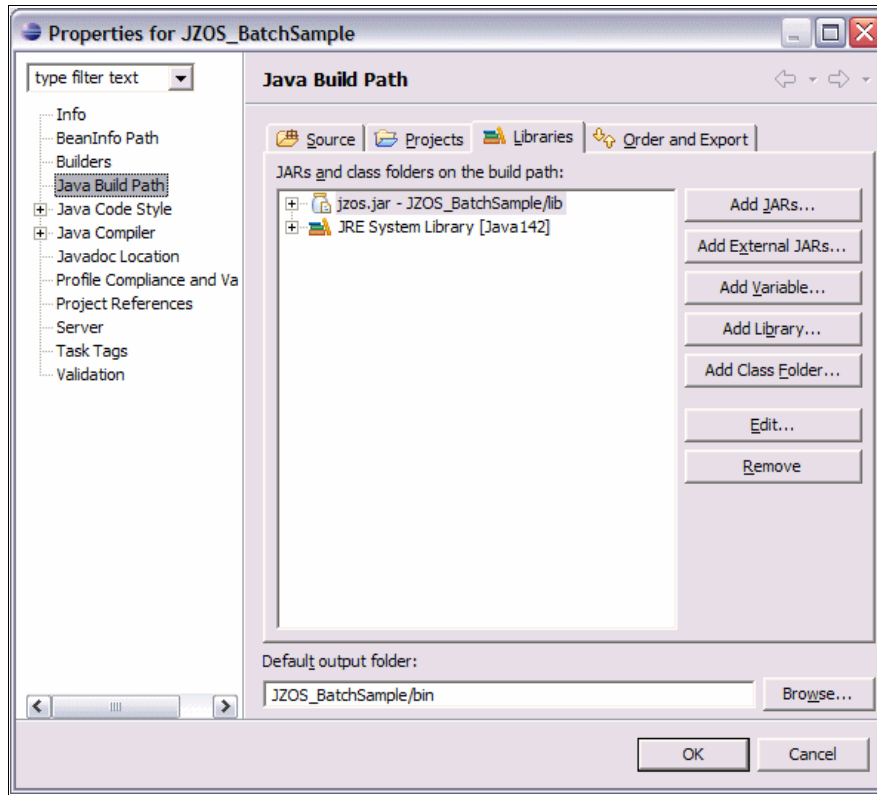 Properties for JZOS_BatchSample
type filter text
Info
BeanInfo Path
Builders
Java Build Path
Java Code Style
Java Compiler
Javadoc Location
Profile Compliance and Va
Project References
Server
Task Tags
Validation
Java Build Path
Source Projects Libraries Order and Export
JARs and class folders on the build path:
jzos.jar - JZOS_BatchSample/lib
JRE System Library [Java142]
Add JARs...
Add External JARs...
Add Variable...
Add Library...
Add Class Folder...
Edit...
Remove
Default output folder:
JZOS_BatchSample/bin
Browse...
OK Cancel